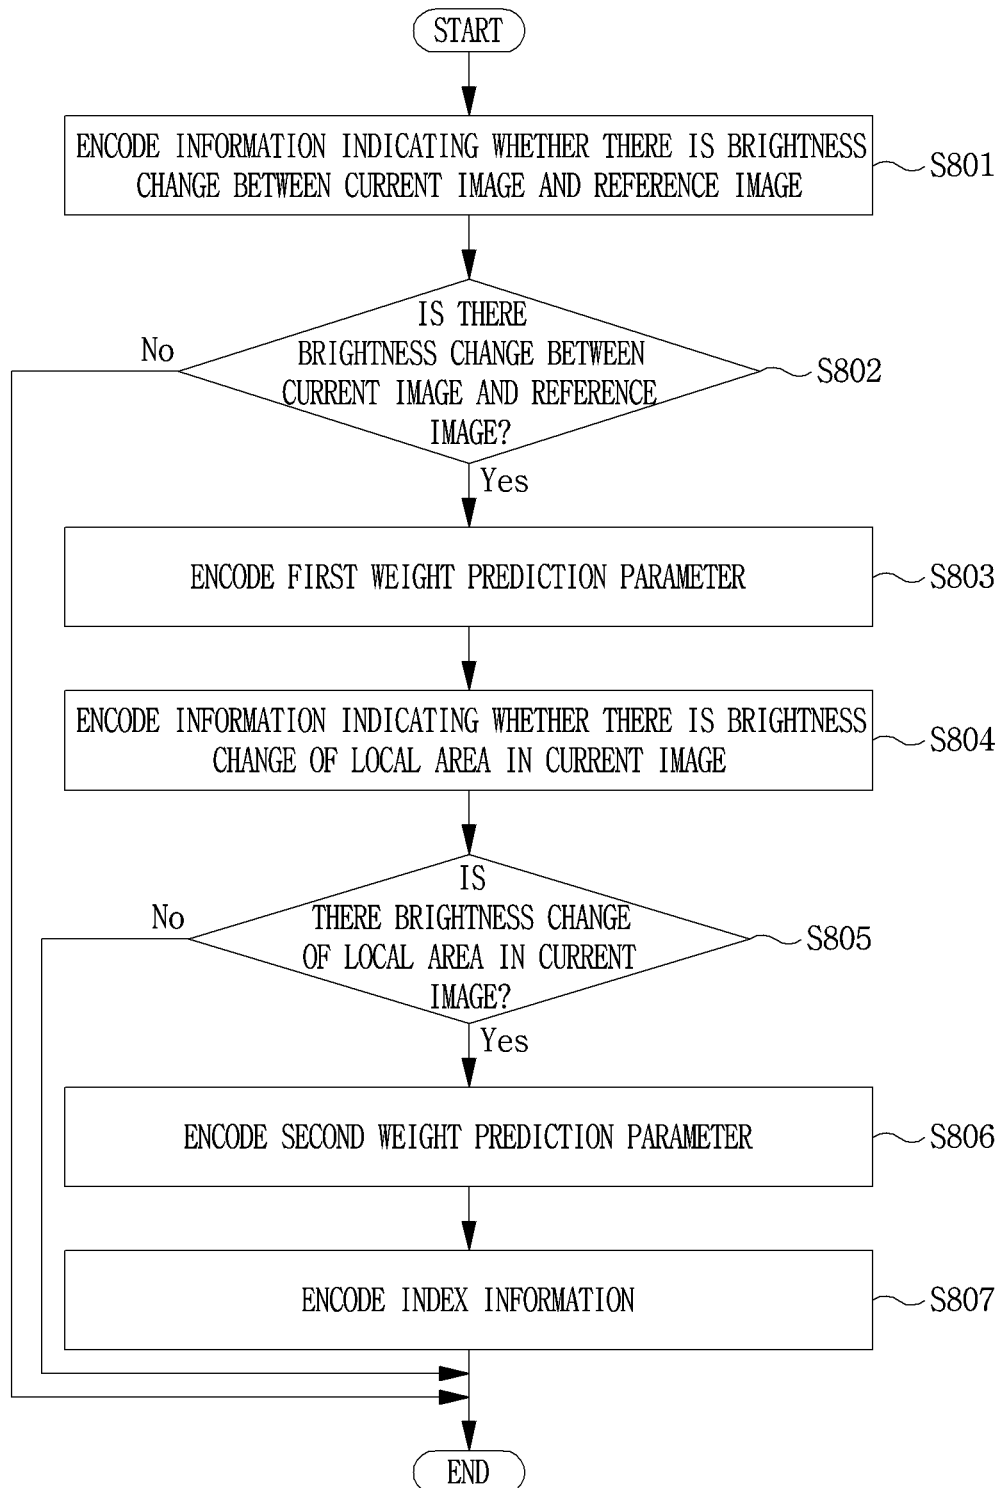 START
ENCODE INFORMATION INDICATING WHETHER THERE IS BRIGHTNESS
CHANGE BETWEEN CURRENT IMAGE AND REFERENCE IMAGE
S801
IS THERE
BRIGHTNESS CHANGE BETWEEN
CURRENT IMAGE AND REFERENCE
IMAGE?
No
S802
Yes
ENCODE FIRST WEIGHT PREDICTION PARAMETER
S803
ENCODE INFORMATION INDICATING WHETHER THERE IS BRIGHTNESS
CHANGE OF LOCAL AREA IN CURRENT IMAGE
S804
IS
THERE BRIGHTNESS CHANGE
OF LOCAL AREA IN CURRENT
IMAGE?
No
S805
Yes
ENCODE SECOND WEIGHT PREDICTION PARAMETER
S806
ENCODE INDEX INFORMATION
S807
END